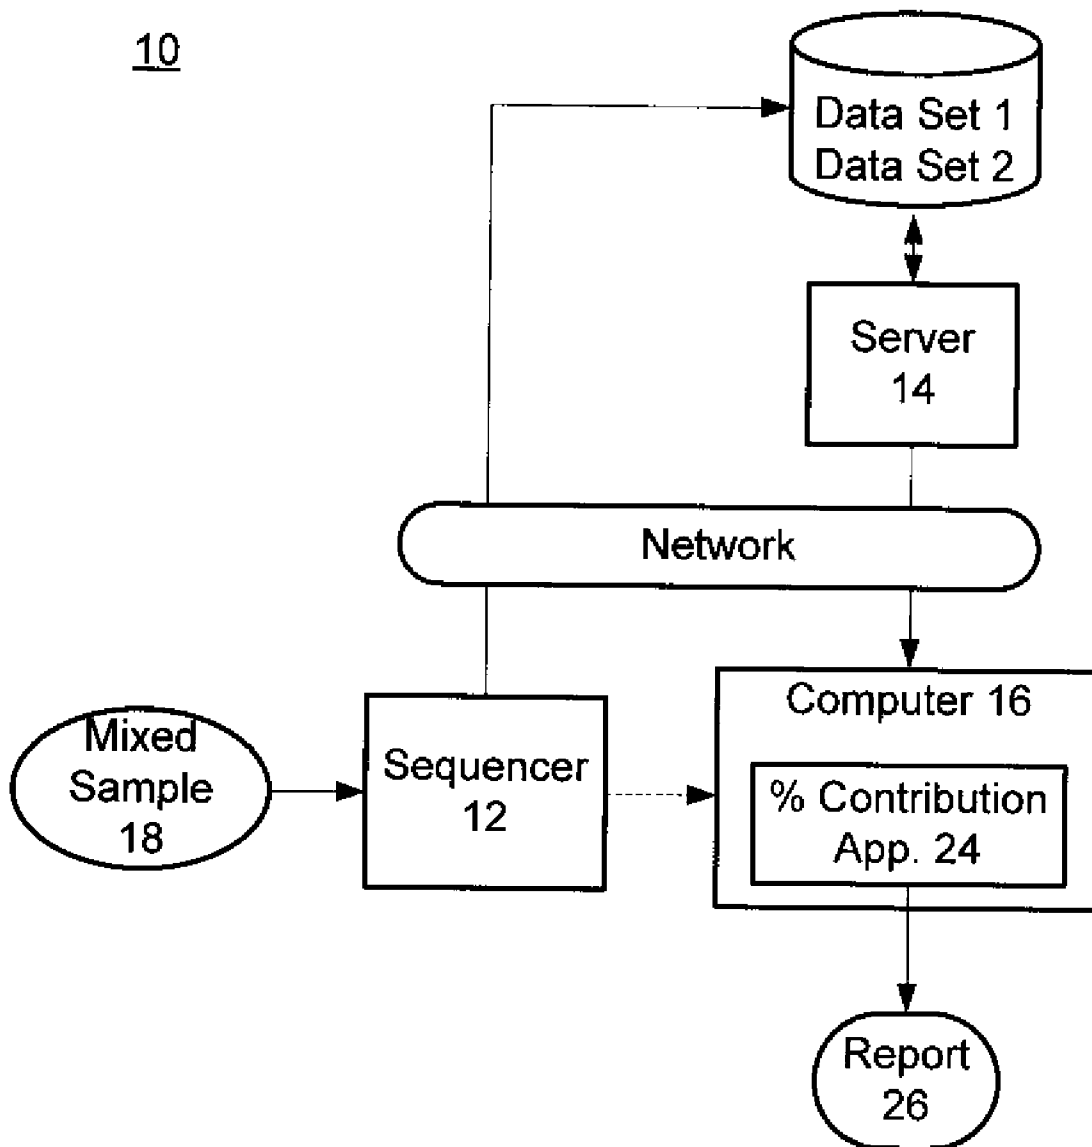 10
Data Set 1
Data Set 2
Server
14
Network
Computer 16
Mixed
Sample
18
Sequencer
12
% Contribution
App. 24
Report
26